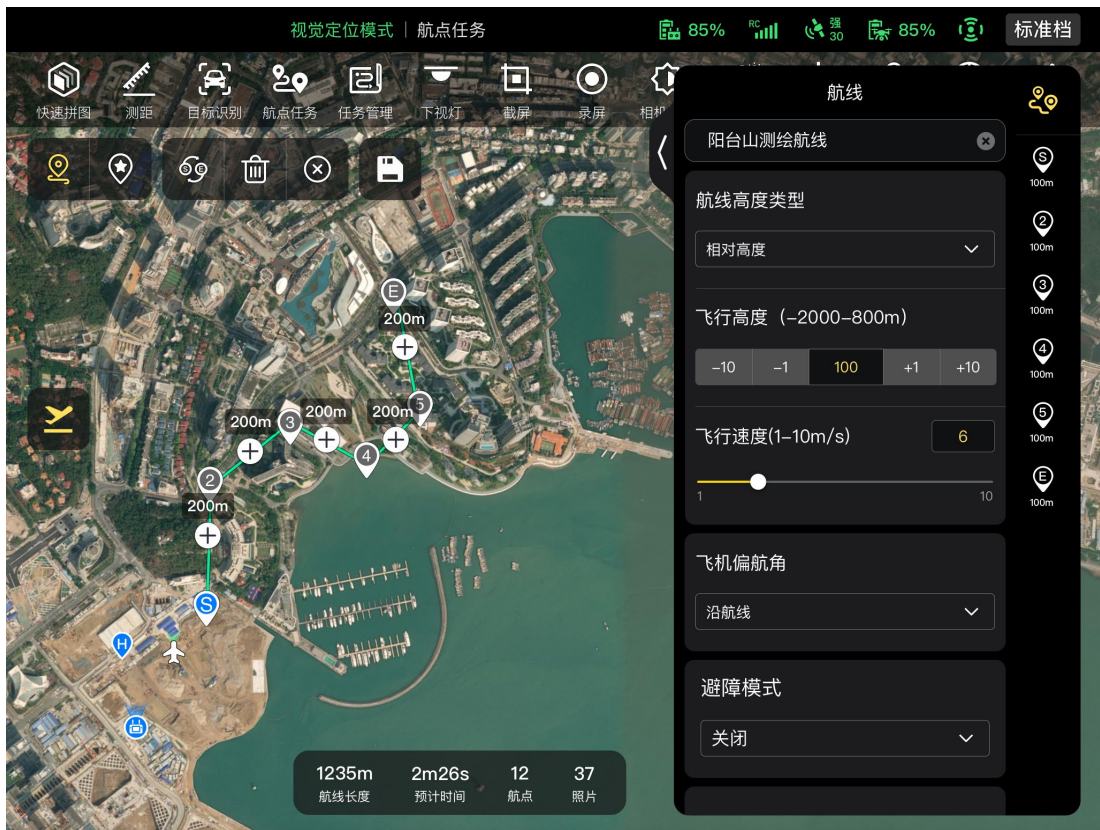 视觉定位模式 | 航点任务
85%
RC
强
30
85%
标准档
快速拼图
测距
目标识别
航点任务
任务管理
下视灯
截屏
录屏
相机
S E
E
200m
200m
3
200m
200m
5
4
2
200m
S
H
1235m 2m26s 12 37
航线长度 预计时间 航点 照片
航线
阳台山测绘航线
航线高度类型
相对高度
飞行高度（-2000-800m）
-10 -1 100 +1 +10
飞行速度(1-10m/s) 6
1 10
飞机偏航角
沿航线
避障模式
关闭
S
100m
2
100m
3
100m
4
100m
5
100m
E
100m